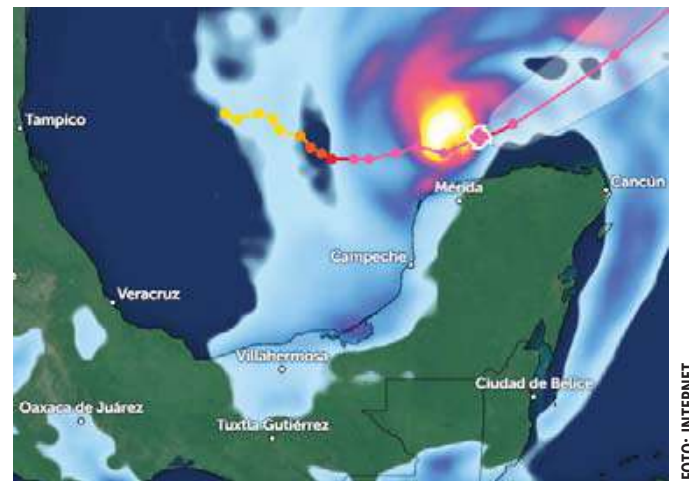 Tampico
Mérida
Cancún
Campeche
Veracruz
Villahermosa
Ciudad de Belice
Oaxaca de Juárez
Tuxtla Gutiérrez
FOTO: INTERNET